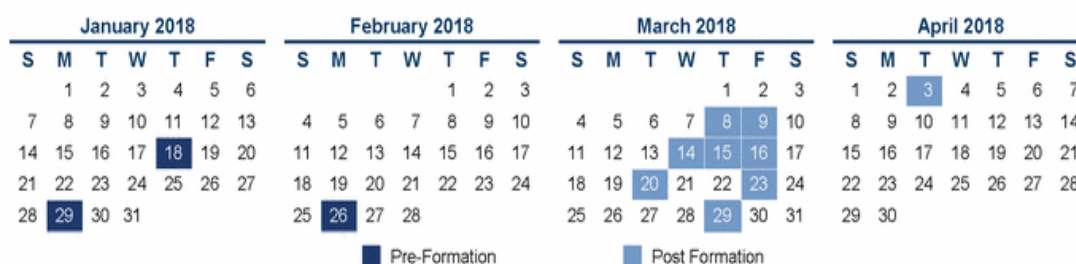 January 2018 February 2018 March 2018 April 2018
S M T W T F S S M T W T F S S M T W T F S S M T W T F S
1 2 3 4 5 6 1 2 3 1 2 3 1 2 3 4 5 6 7
7 8 9 10 11 12 13 4 5 6 7 8 9 10 4 5 6 7 8 9 10 8 9 10 11 12 13 14
14 15 16 17 18 19 20 11 12 13 14 15 16 17 11 12 13 14 15 16 17 15 16 17 18 19 20 21
21 22 23 24 25 26 27 18 19 20 21 22 23 24 18 19 20 21 22 23 24 22 23 24 25 26 27 28
28 29 30 31 25 26 27 28 25 26 27 28 29 30 31 29 30
Pre-Formation Post Formation